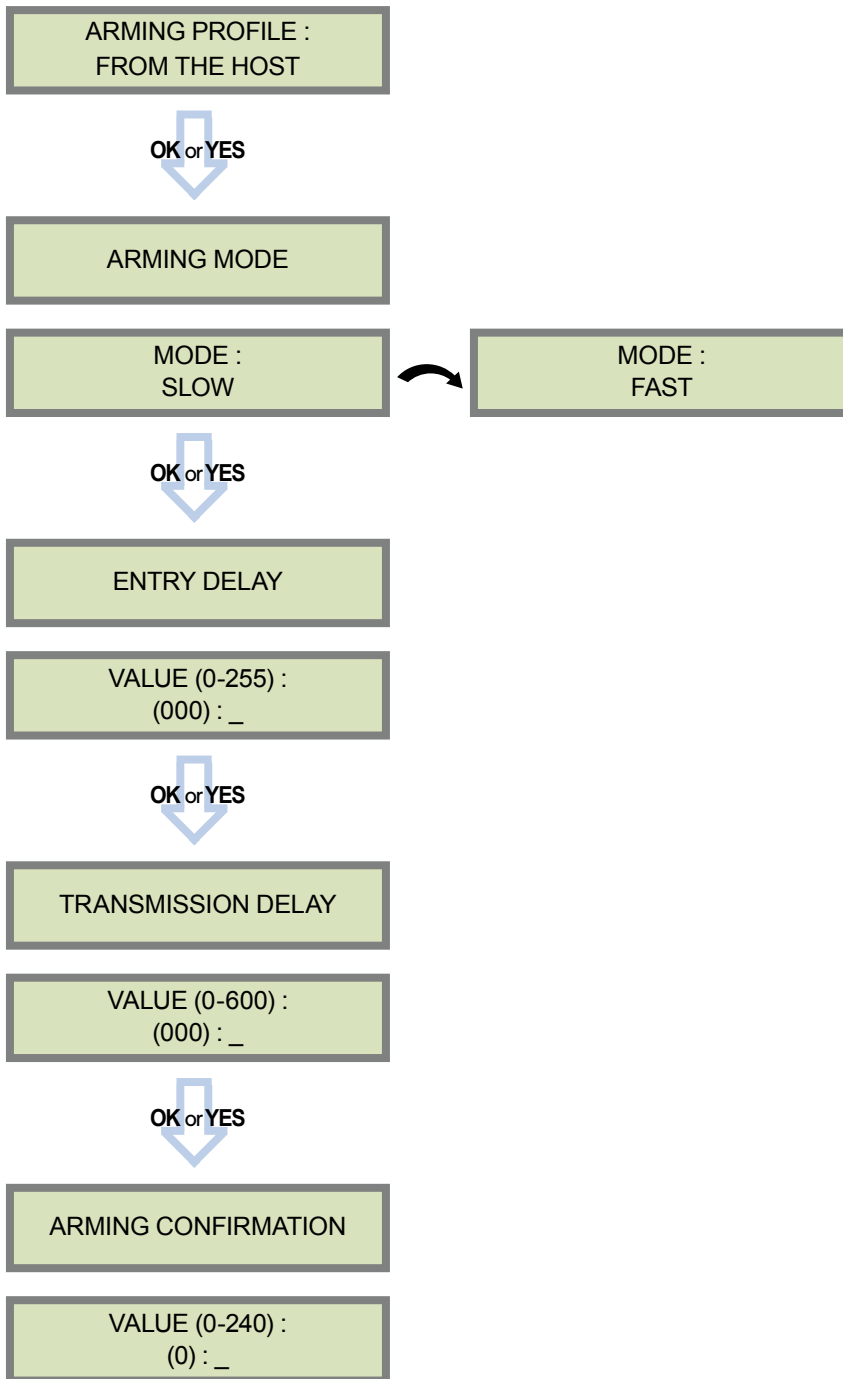 ARMING PROFILE :
FROM THE HOST
OK or YES
ARMING MODE
MODE :
SLOW
MODE :
FAST
OK or YES
ENTRY DELAY
VALUE (0-255) :
(000) : _
OK or YES
TRANSMISSION DELAY
VALUE (0-600) :
(000) : _
OK or YES
ARMING CONFIRMATION
VALUE (0-240) :
(0) : _